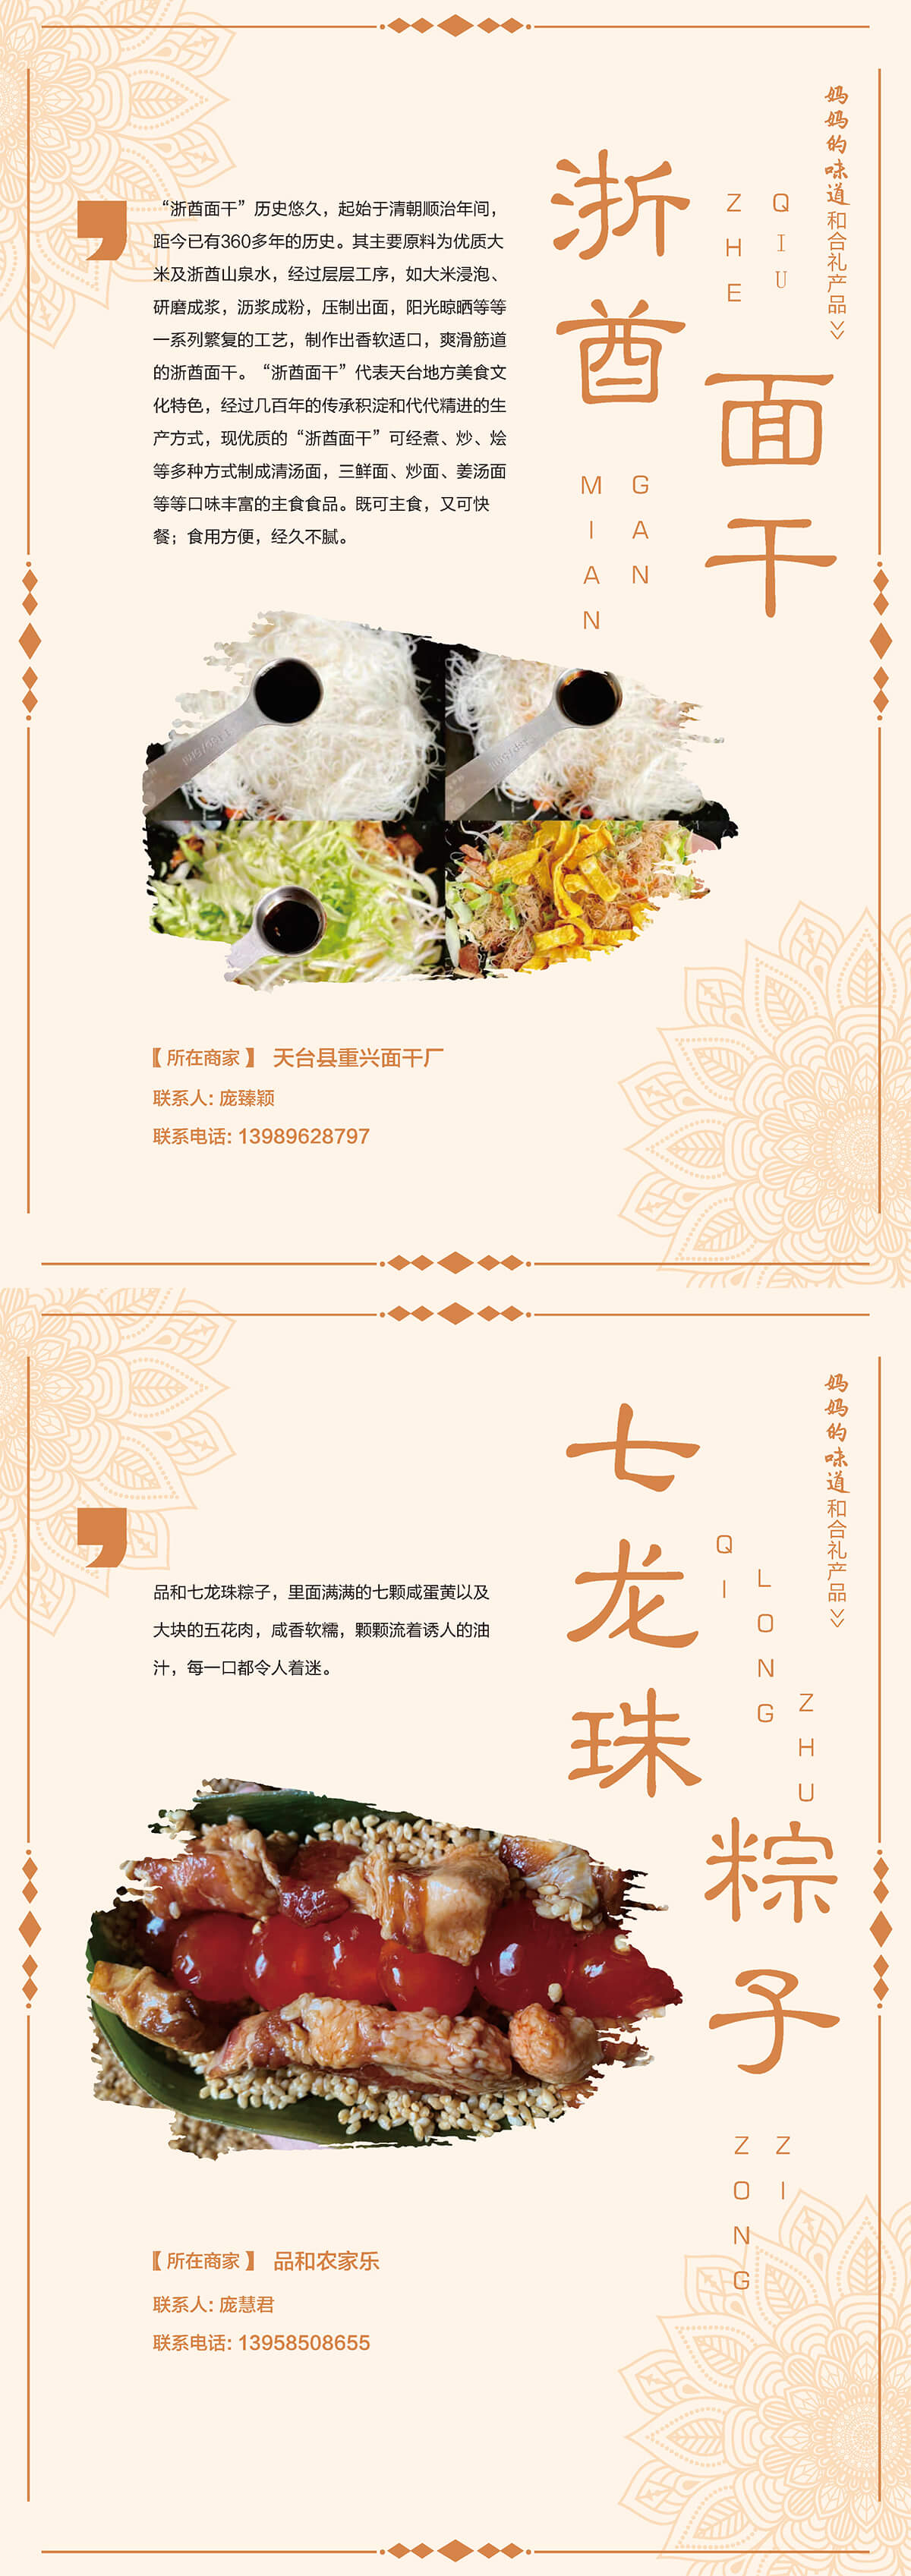 妈妈的味道和合礼产品
浙酋
ZHE
QIU
面干
MIAN
GAN
“浙酋面干”历史悠久，起始于清朝顺治年间，
距今已有360多年的历史。其主要原料为优质大
米及浙酋山泉水，经过层层工序，如大米浸泡、
研磨成浆，沥浆成粉，压制出面，阳光晾晒等等
一系列繁复的工艺，制作出香软适口，爽滑筋道
的浙酋面干。“浙酋面干”代表天台地方美食文
化特色，经过几百年的传承积淀和代代精进的生
产方式，现优质的“浙酋面干”可经煮、炒、烩
等多种方式制成清汤面，三鲜面、炒面、姜汤面
等等口味丰富的主食食品。既可主食，又可快
餐；食用方便，经久不腻。
【所在商家】 天台县重兴面干厂
联系人: 庞臻颖
联系电话: 13989628797
妈妈的味道和合礼产品
七龙珠
QI
LONG
ZHU
粽子
ZONG
ZI
品和七龙珠粽子，里面满满的七颗咸蛋黄以及
大块的五花肉，咸香软糯，颗颗流着诱人的油
汁，每一口都令人着迷。
【所在商家】 品和农家乐
联系人: 庞慧君
联系电话: 13958508655